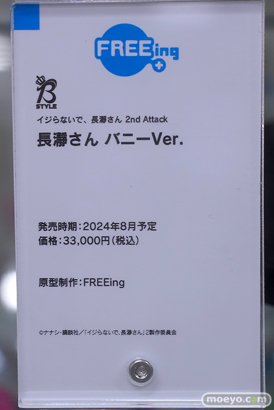 FREEing
B
STYLE
イジらないで、長瀞さん 2nd Attack
長瀞さん バニーVer.
発売時期：2024年8月予定
価格：33,000円（税込）
原型制作：FREEing
©ナナシ・講談社／「イジらないで、長瀞さん」2製作委員会
moeyo.com